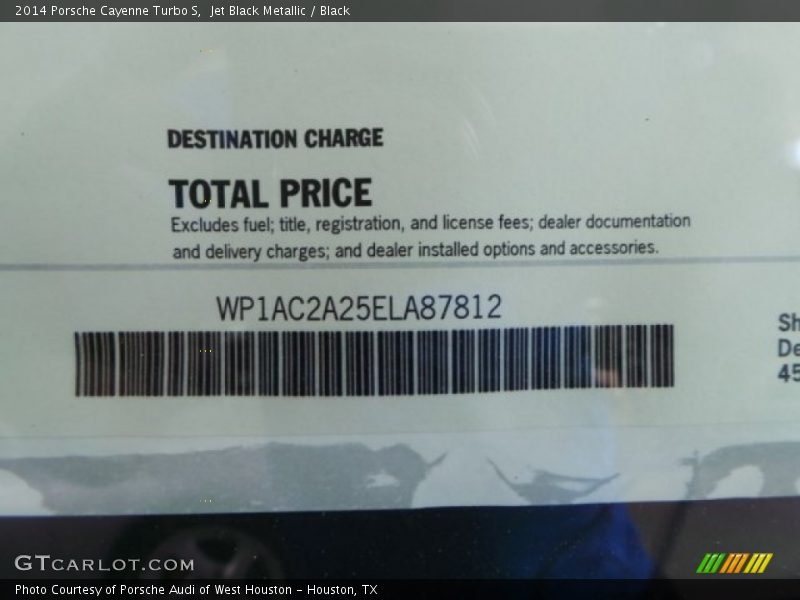 2014 Porsche Cayenne Turbo S,  Jet Black Metallic / Black
DESTINATION CHARGE
TOTAL PRICE
Excludes fuel; title, registration, and license fees; dealer documentation
and delivery charges; and dealer installed options and accessories.
WP1AC2A25ELA87812
Sh
De
45
GTCARLOT.COM
Photo Courtesy of Porsche Audi of West Houston - Houston, TX